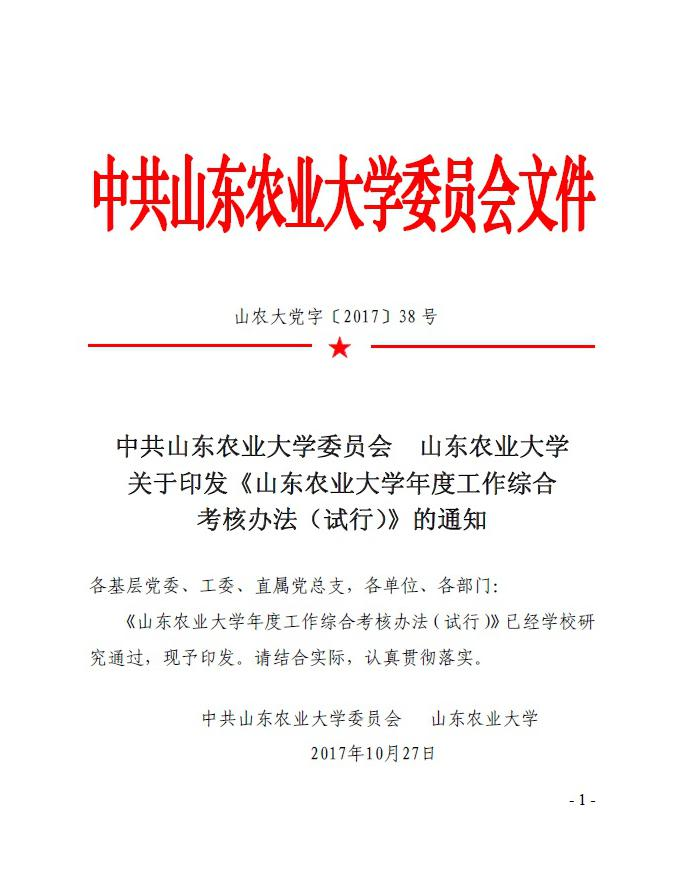 中共山东农业大学委员会文件
山农大党字〔2017〕38 号
中共山东农业大学委员会 山东农业大学
关于印发《山东农业大学年度工作综合
考核办法（试行）》的通知
各基层党委、工委、直属党总支，各单位、各部门：
《山东农业大学年度工作综合考核办法（试行）》已经学校研
究通过，现予印发。请结合实际，认真贯彻落实。
中共山东农业大学委员会 山东农业大学
2017年10月27日
- 1 -